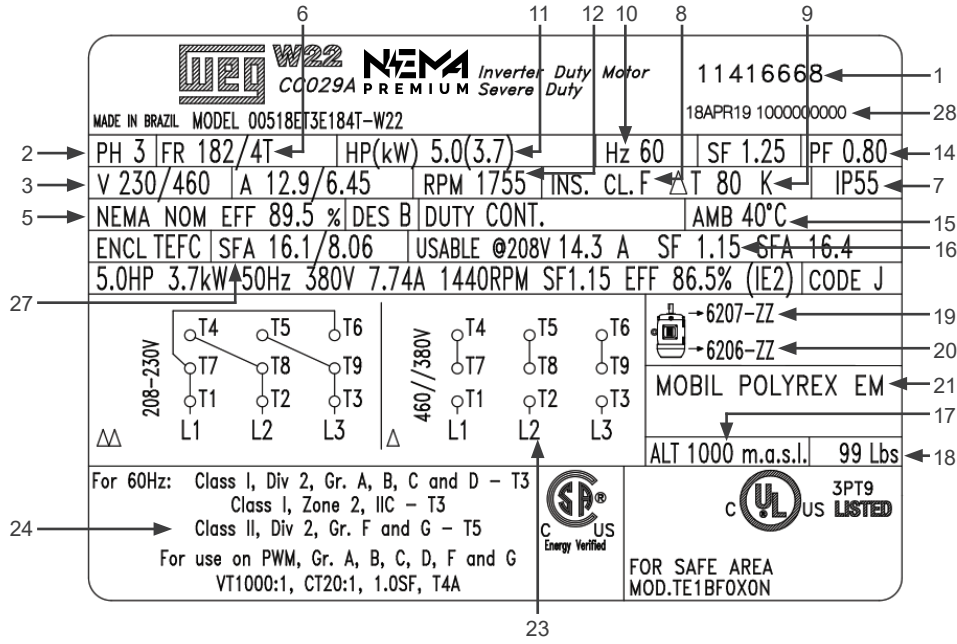 6 11 12 10 8 9
WEG W22 NEMA Inverter Duty Motor 11416668 1
CC029A PREMIUM Severe Duty
18APR19 1000000000 28
MADE IN BRAZIL MODEL 00518ET3E184T-W22
2 PH 3 FR 182/4T HP(kW) 5.0(3.7) Hz 60 SF 1.25 PF 0.80 14
3 V 230/460 A 12.9/6.45 RPM 1755 INS. CL. F Δ T 80 K IP55 7
5 NEMA NOM EFF 89.5 % DES B DUTY CONT. AMB 40°C 15
ENCL TEFC SFA 16.1/8.06 USABLE @208V 14.3 A SF 1.15 SFA 16.4 16
27 5.0HP 3.7kW 50Hz 380V 7.74A 1440RPM SF1.15 EFF 86.5% (IE2) CODE J
208-230V
T4 T5 T6
T7 T8 T9
T1 T2 T3
L1 L2 L3
ΔΔ
460//380V
T4 T5 T6
T7 T8 T9
T1 T2 T3
L1 L2 L3
Δ
6207-ZZ 19
6206-ZZ 20
MOBIL POLYREX EM 21
17
ALT 1000 m.a.s.l. 99 Lbs 18
For 60Hz: Class I, Div 2, Gr. A, B, C and D - T3
Class I, Zone 2, IIC - T3
24 Class II, Div 2, Gr. F and G - T5
For use on PWM, Gr. A, B, C, D, F and G
VT1000:1, CT20:1, 1.0SF, T4A
SA ®
C US
Energy Verified
C UL US 3PT9
LISTED
®
FOR SAFE AREA
MOD.TE1BF0X0N
23